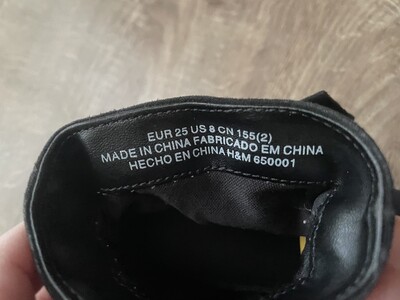 EUR 25 US 8 CN 155(2)
MADE IN CHINA FABRICADO EM CHINA
HECHO EN CHINA H&M 650001